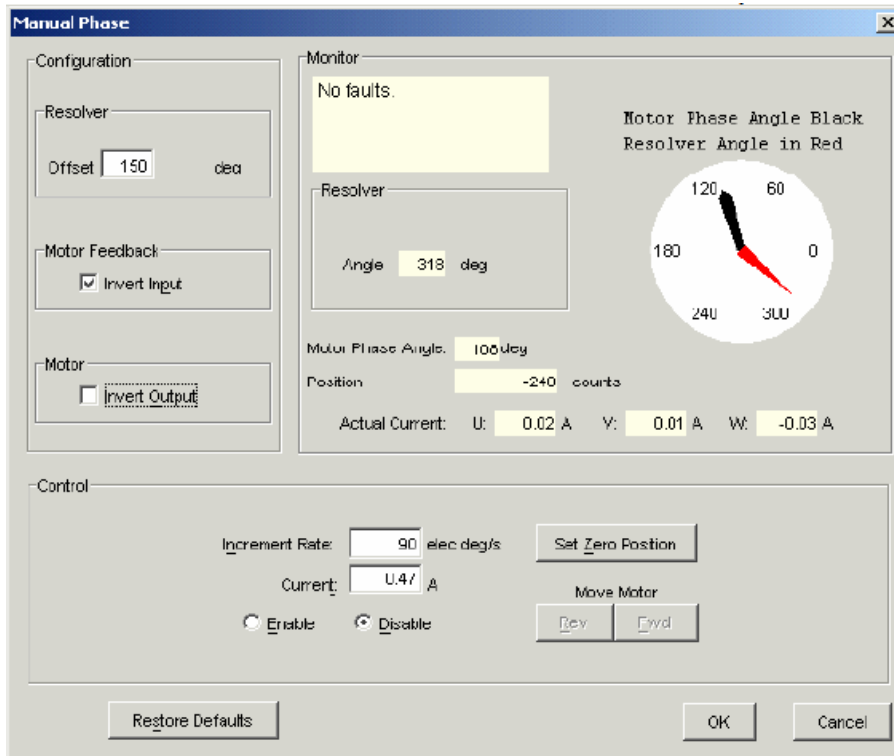 Manual Phase
Configuration
Resolver
Offset 150 deg
Motor Feedback
Invert Input
Motor
Invert Output
Monitor
No faults.
Motor Phase Angle Black
Resolver Angle in Red
120 60
180 0
240 300
Resolver
Angle 318 deg
Motor Phase Angle: 108 deg
Position -240 counts
Actual Current: U: 0.02 A V: 0.01 A W: -0.03 A
Control
Increment Rate: 90 elec deg/s
Set Zero Position
Current: 0.47 A
Move Motor
Enable Disable
Rev Fwd
Restore Defaults
OK Cancel